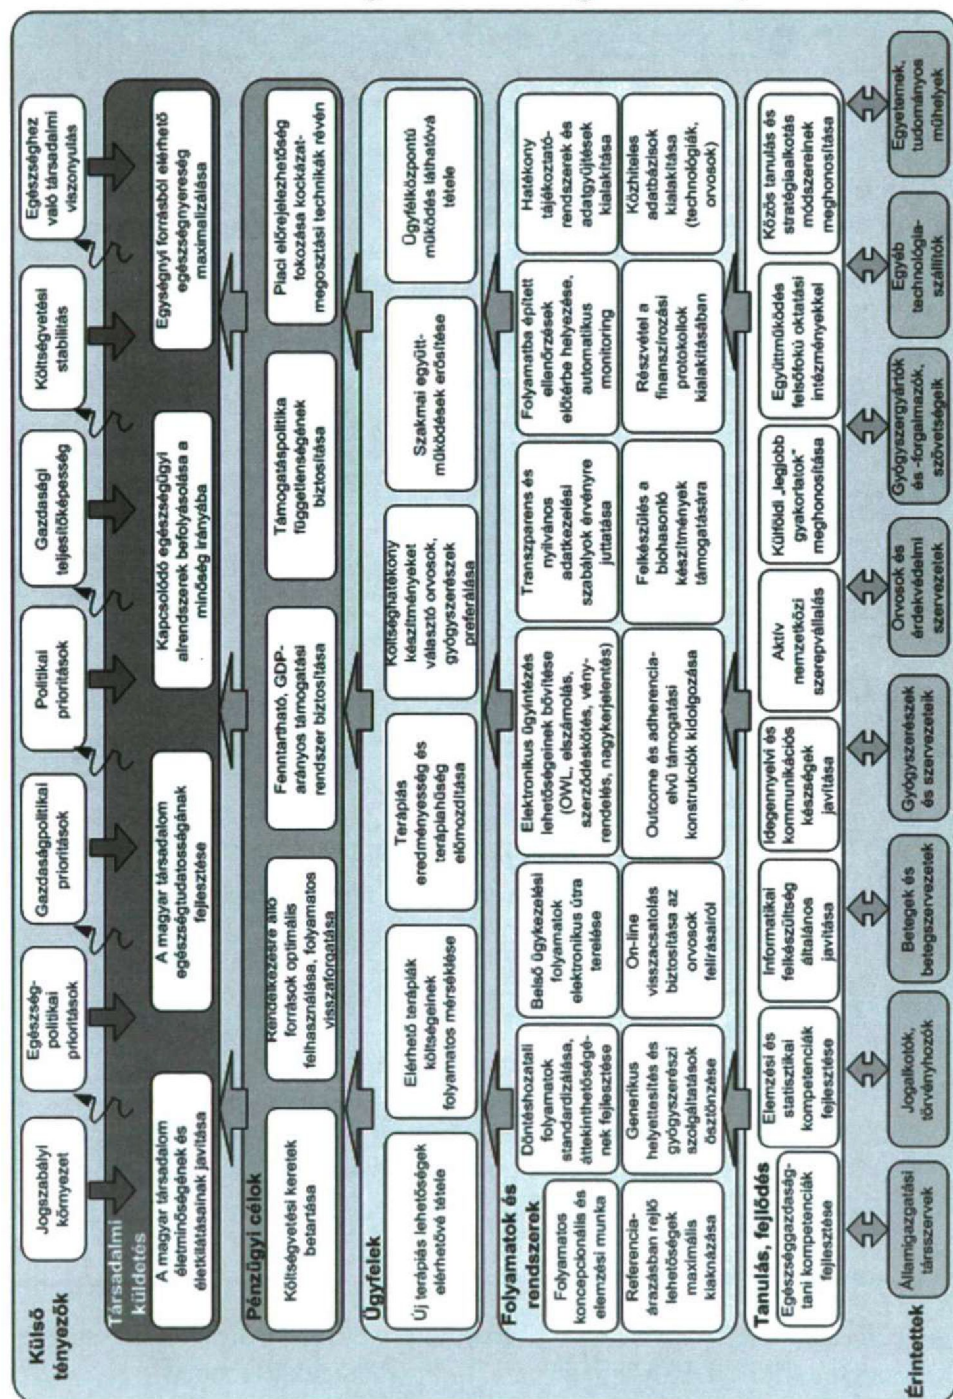 Külső
tényezők
Jogszabályi
környezet
Egészség-
politikai
prioritások
Gazdaságpolitikai
prioritások
Politikai
prioritások
Gazdasági
teljesítőképesség
Költségvetési
stabilitás
Egészséghez
való társadalmi
viszonyulás
Társadalmi
küldetés
A magyar társadalom
életminőségének és
életkilátásainak javítása
A magyar társadalom
egészségtudatosságának
fejlesztése
Kapcsolódó egészségügyi
alrendszerek befolyásolása a
minőség irányába
Egységnyi forrásból elérhető
egészségnyereség
maximalizálása
Pénzügyi célok
Költségvetési keretek
betartása
Rendelkezésre álló
források optimális
felhasználása, folyamatos
visszaforgatása
Fenntartható, GDP-
arányos támogatási
rendszer biztosítása
Támogatáspolitika
függetlenségének
biztosítása
Piaci előrejelezhetőség
fokozása kockázat-
megosztási technikák révén
Ügyfelek
Új terápiás lehetőségek
elérhetővé tétele
Elérhető terápiák
költségeinek
folyamatos mérséklése
Terápiás
eredményesség és
terápiahűség
előmozdítása
Költséghatékony
készítményeket
választó orvosok,
gyógyszerészek
preferálása
Szakmai együtt-
működések erősítése
Ügyfélközpontú
működés láthatóvá
tétele
Folyamatok és
rendszerek
Folyamatos
koncepcionális és
elemzési munka
Döntéshozatali
folyamatok
standardizálása,
áttekinthetőségé-
nek fejlesztése
Belső ügykezelési
folyamatok
elektronikus útra
terelése
Elektronikus ügyintézés
lehetőségeinek bővítése
(OWL, elszámolás,
szerződéskötés, vény-
rendelés, nagykerjelentés)
Transzparens és
nyilvános
adatkezelési
szabályok érvényre
juttatása
Folyamatba épített
ellenőrzések
előtérbe helyezése,
automatikus
monitoring
Hatékony
tájékoztató-
rendszerek és
adatgyűjtések
kialakítása
Referencia-
árazásban rejlő
lehetőségek
maximális
kiaknázása
Generikus
helyettesítés és
gyógyszerészi
szolgáltatások
ösztönzése
On-line
visszacsatolás
biztosítása az
orvosok
felírásairól
Outcome és adherencia-
elvű támogatási
konstrukciók kidolgozása
Felkészülés a
biohasonló
készítmények
támogatására
Részvétel a
finanszírozási
protokollok
kialakításában
Közhiteles
adatbázisok
kialakítása
(technológiák,
orvosok)
Tanulás, fejlődés
Egészséggazdaság-
tani kompetenciák
fejlesztése
Elemzési és
statisztikai
kompetenciák
fejlesztése
Informatikai
felkészültség
általános
javítása
Idegennyelvi és
kommunikációs
készségek
javítása
Aktív
nemzetközi
szerepvállalás
Külföldi „legjobb
gyakorlatok”
meghonosítása
Együttműködés
felsőfokú oktatási
intézményekkel
Közös tanulás és
stratégiaalkotás
módszereinek
meghonosítása
Érintettek
Államigazgatási
társszervek
Jogalkotók,
törvényhozók
Betegek és
betegszervezetek
Gyógyszerészek
és szervezeteik
Orvosok és
érdekvédelmi
szervezetek
Gyógyszergyártók
és -forgalmazók,
szövetségeik
Egyéb
technológia-
szállítók
Egyetemek,
tudományos
műhelyek